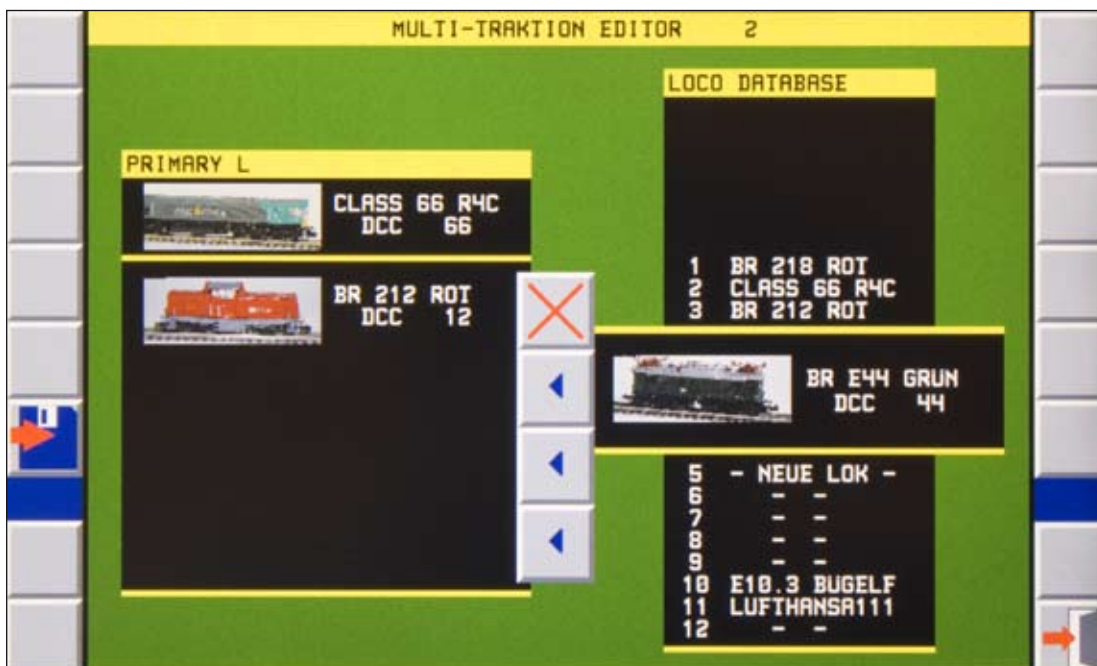 MULTI-TRAKTION EDITOR 2
PRIMARY L
CLASS 66 R4C
DCC 66
BR 212 ROT
DCC 12
LOCO DATABASE
1 BR 218 ROT
2 CLASS 66 R4C
3 BR 212 ROT
BR E44 GRUN
DCC 44
5 - NEUE LOK -
6 - -
7 - -
8 - -
9 - -
10 E10.3 BUGELF
11 LUFTHANSA111
12 - -